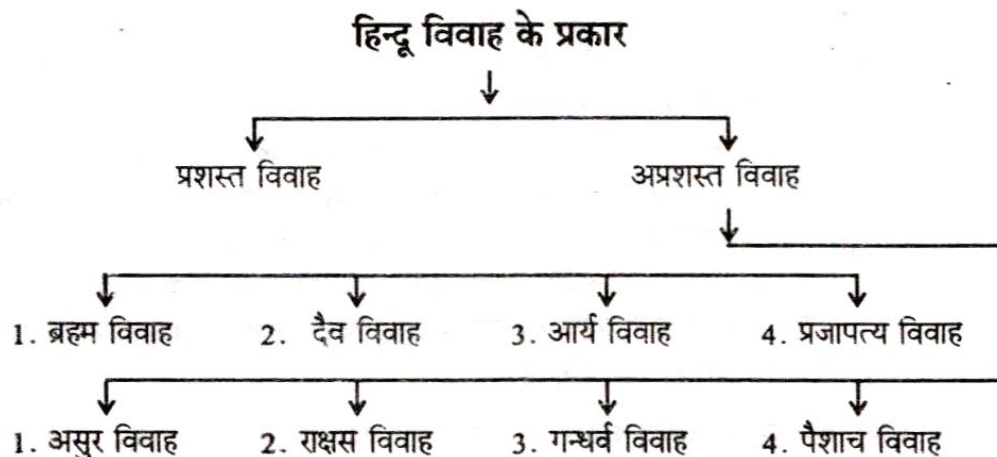 हिन्दू विवाह के प्रकार
प्रशस्त विवाह अप्रशस्त विवाह
1. ब्रहम विवाह 2. दैव विवाह 3. आर्य विवाह 4. प्रजापत्य विवाह
1. असुर विवाह 2. राक्षस विवाह 3. गन्धर्व विवाह 4. पैशाच विवाह